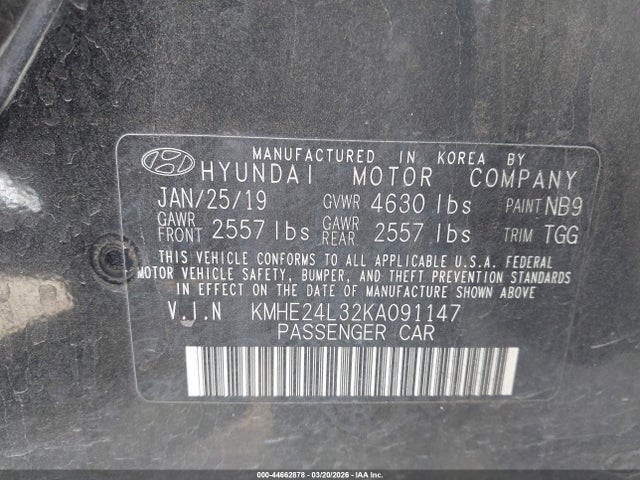 MANUFACTURED IN KOREA BY
HYUNDAI MOTOR COMPANY
JAN/25/19 GVWR 4630 lbs PAINT NB9
GAWR FRONT 2557 lbs GAWR REAR 2557 lbs TRIM TGG
THIS VEHICLE CONFORMS TO ALL APPLICABLE U.S.A. FEDERAL
MOTOR VEHICLE SAFETY, BUMPER, AND THEFT PREVENTION STANDARDS
IN EFFECT ON THE DATE OF MANUFACTURE SHOWN ABOVE
V.I.N KMHE24L32KA091147
PASSENGER CAR
000-44662878 | 03/20/2026 | IAA Inc.